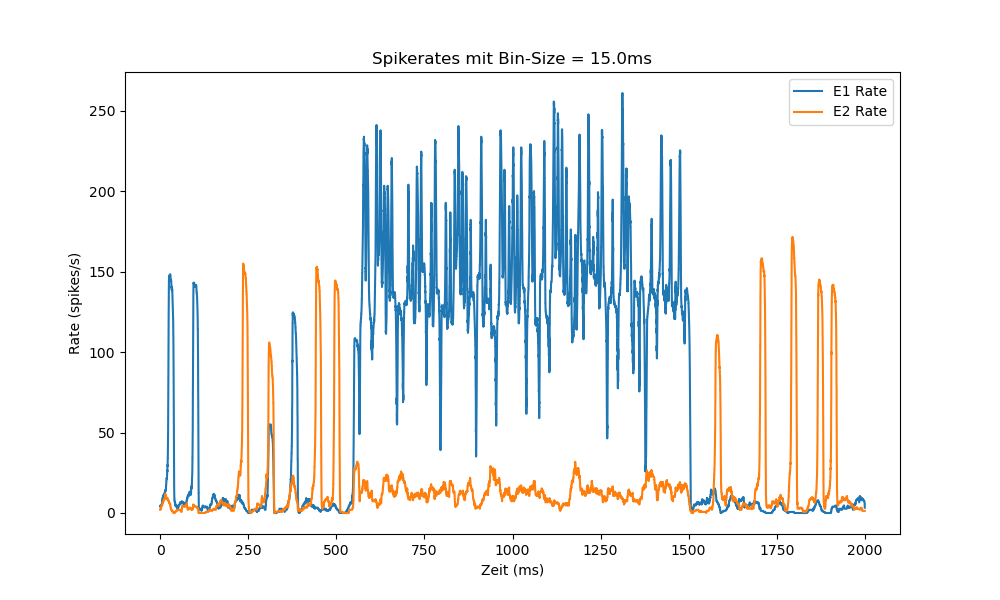 Spikerates mit Bin-Size = 15.0ms
E1 Rate
E2 Rate
250
200
150
100
50
0
Rate (spikes/s)
0 250 500 750 1000 1250 1500 1750 2000
Zeit (ms)